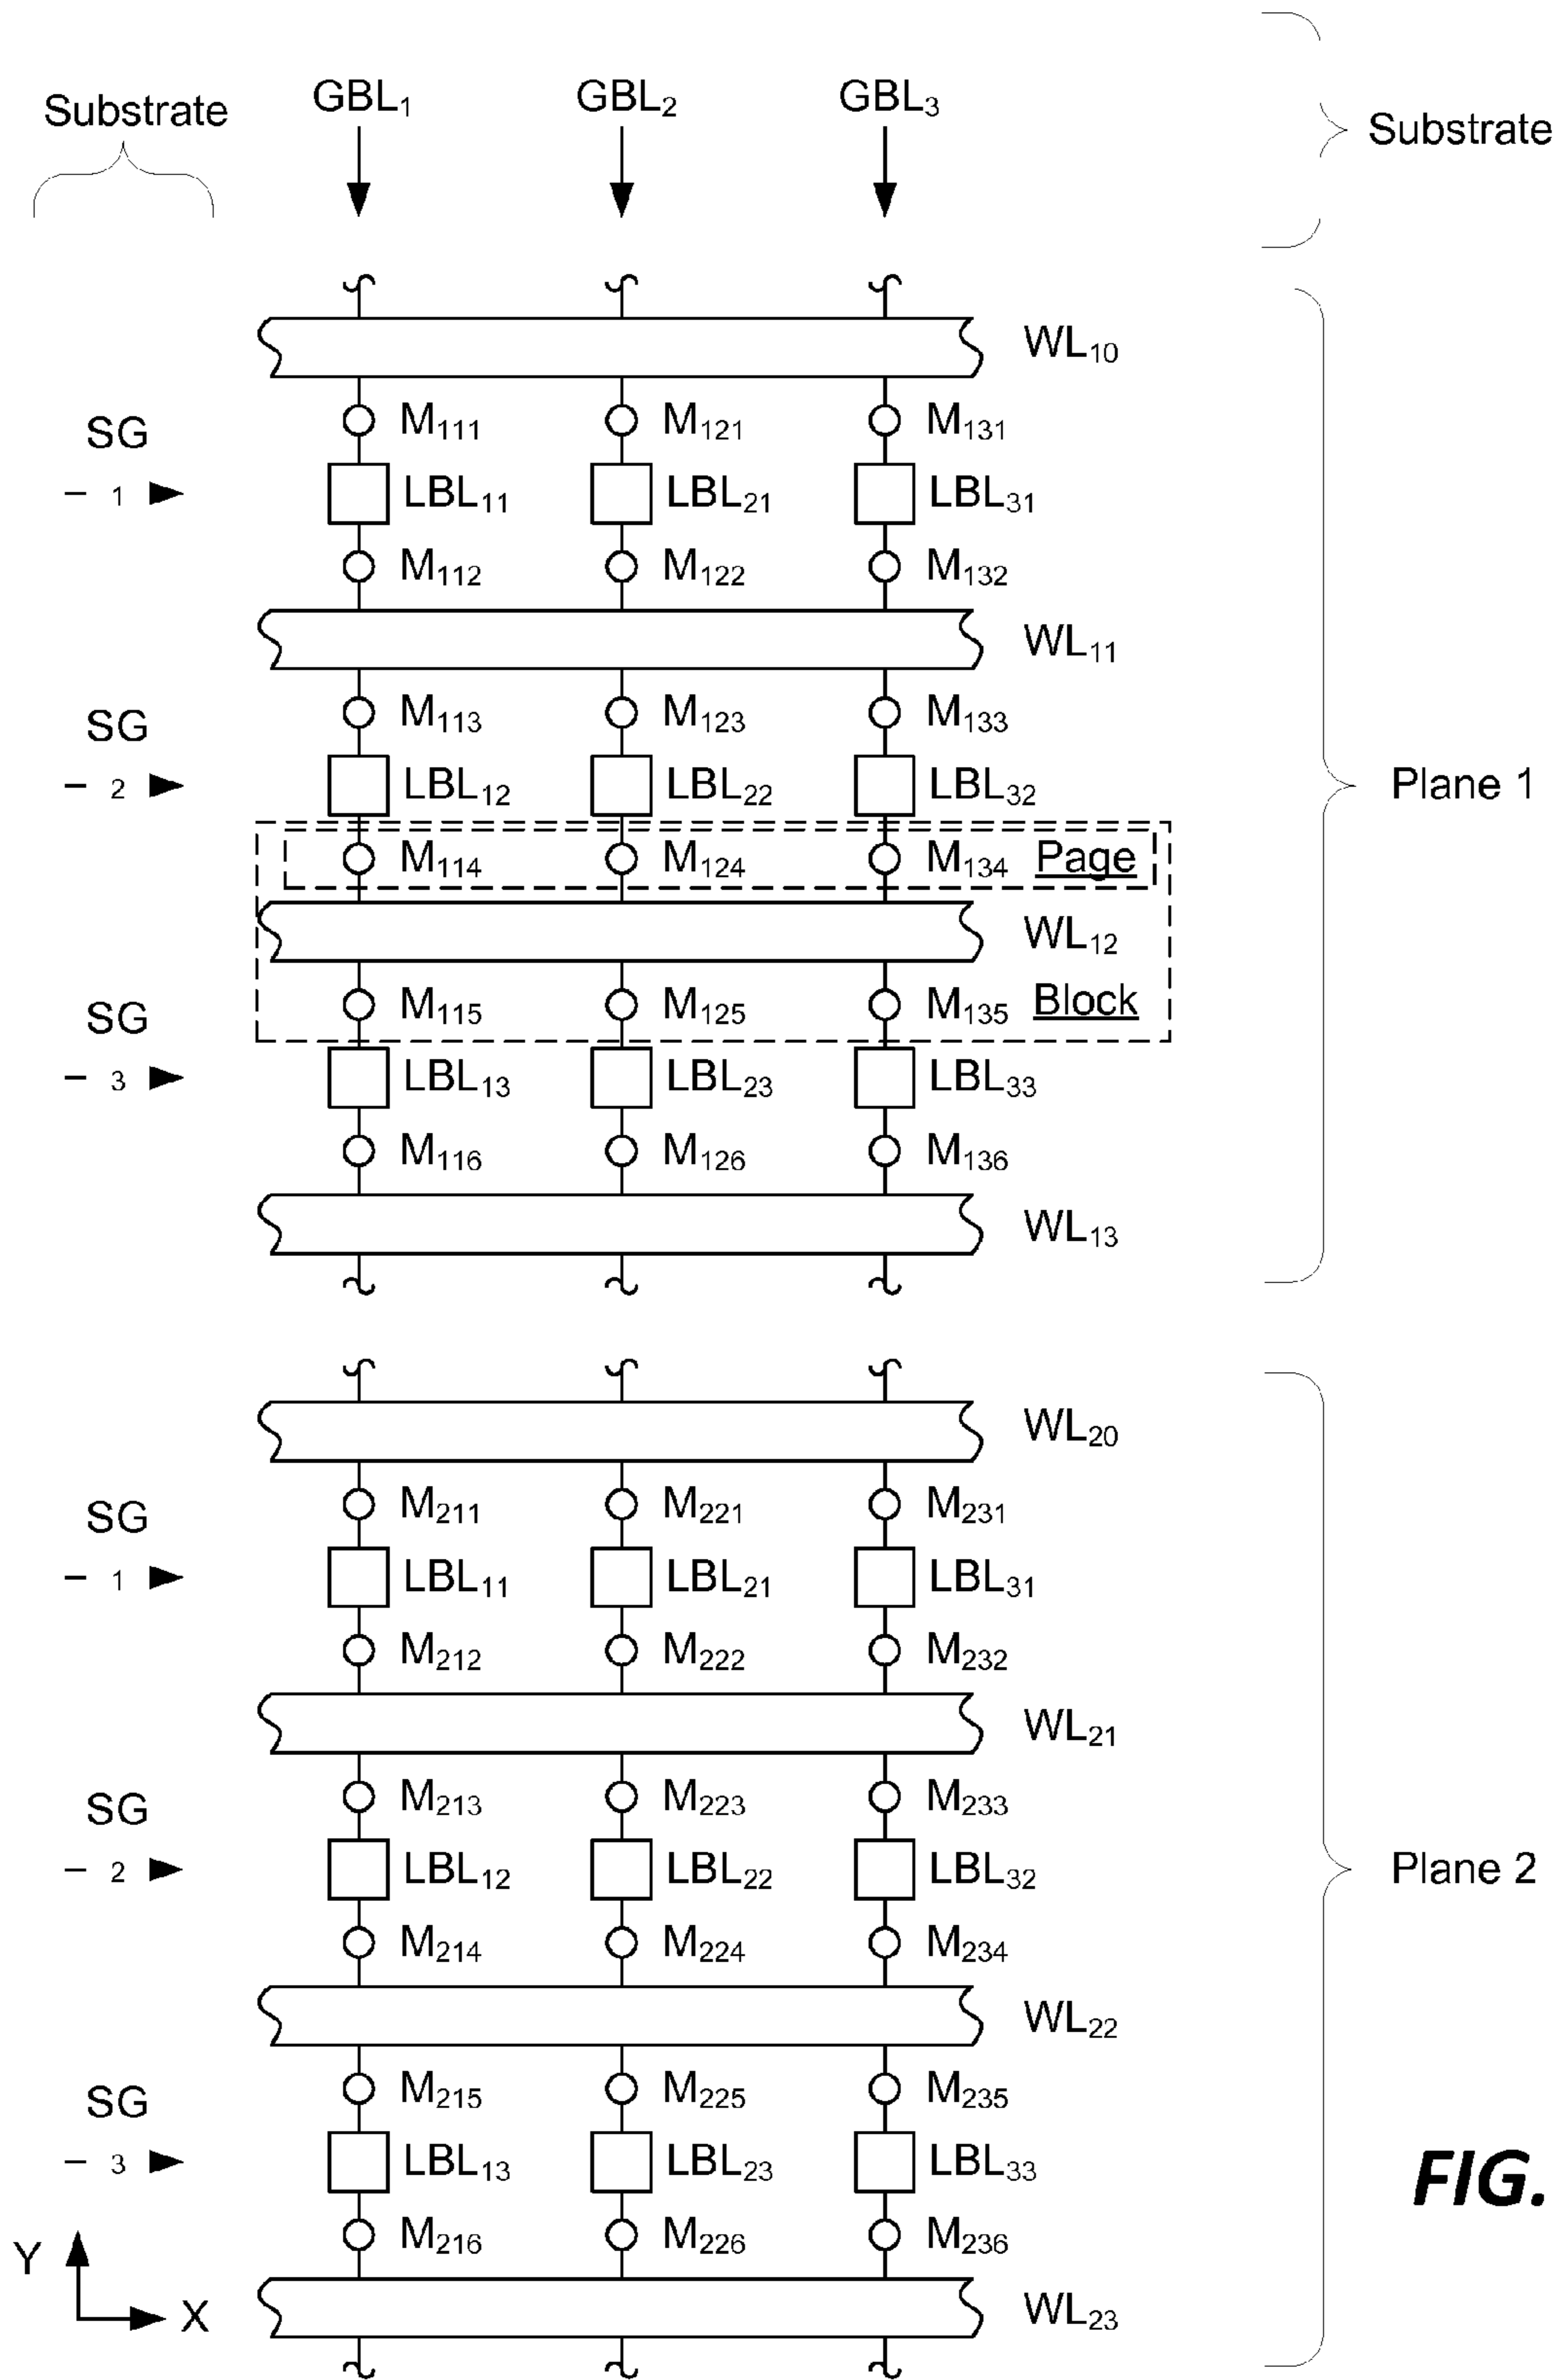 Substrate GBL₁ GBL₂ GBL₃ Substrate
WL₁₀
SG M₁₁₁ M₁₂₁ M₁₃₁
1 LBL₁₁ LBL₂₁ LBL₃₁
M₁₁₂ M₁₂₂ M₁₃₂
WL₁₁
SG M₁₁₃ M₁₂₃ M₁₃₃
2 LBL₁₂ LBL₂₂ LBL₃₂ Plane 1
M₁₁₄ M₁₂₄ M₁₃₄ Page
WL₁₂
SG M₁₁₅ M₁₂₅ M₁₃₅ Block
3 LBL₁₃ LBL₂₃ LBL₃₃
M₁₁₆ M₁₂₆ M₁₃₆
WL₁₃
WL₂₀
SG M₂₁₁ M₂₂₁ M₂₃₁
1 LBL₁₁ LBL₂₁ LBL₃₁
M₂₁₂ M₂₂₂ M₂₃₂
WL₂₁
SG M₂₁₃ M₂₂₃ M₂₃₃
2 LBL₁₂ LBL₂₂ LBL₃₂ Plane 2
M₂₁₄ M₂₂₄ M₂₃₄
WL₂₂
SG M₂₁₅ M₂₂₅ M₂₃₅
3 LBL₁₃ LBL₂₃ LBL₃₃ FIG.
M₂₁₆ M₂₂₆ M₂₃₆
Y
X WL₂₃